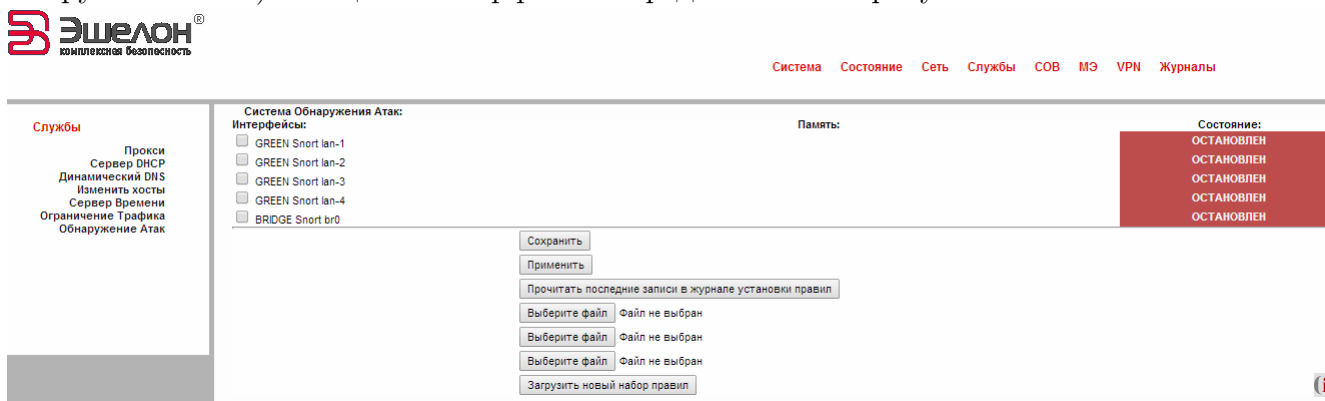 Эшелон®
комплексная безопасность
Система Состояние Сеть Службы СОВ МЭ VPN Журналы
Службы
Прокси
Сервер DHCP
Динамический DNS
Изменить хосты
Сервер Времени
Ограничение Трафика
Обнаружение Атак
Система Обнаружения Атак:
Интерфейсы: Память: Состояние:
GREEN Snort lan-1 ОСТАНОВЛЕН
GREEN Snort lan-2 ОСТАНОВЛЕН
GREEN Snort lan-3 ОСТАНОВЛЕН
GREEN Snort lan-4 ОСТАНОВЛЕН
BRIDGE Snort br0 ОСТАНОВЛЕН
Сохранить
Применить
Прочитать последние записи в журнале установки правил
Выберите файл Файл не выбран
Выберите файл Файл не выбран
Выберите файл Файл не выбран
Загрузить новый набор правил